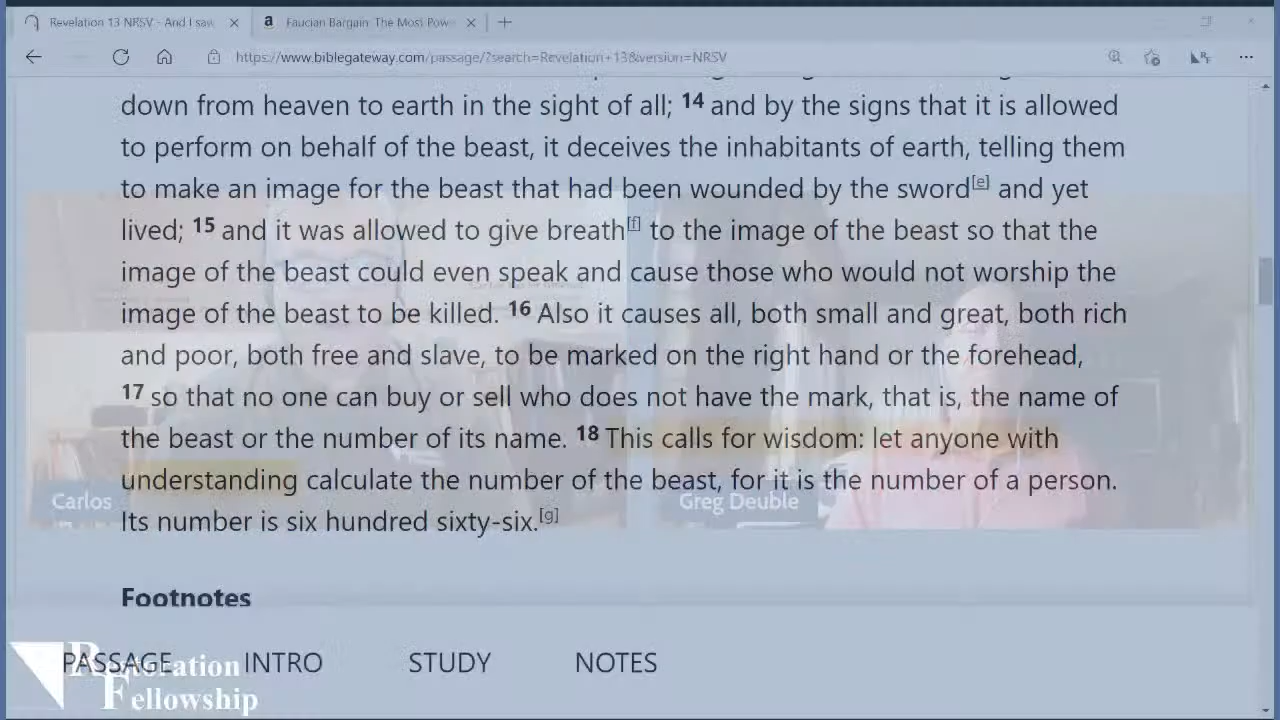 Revelation 13 NRSV - And I saw
a Faucian Bargain: The Most Pow
https://www.biblegateway.com/passage/?search=Revelation+13&version=NRSV
down from heaven to earth in the sight of all; 14 and by the signs that it is allowed
to perform on behalf of the beast, it deceives the inhabitants of earth, telling them
to make an image for the beast that had been wounded by the sword[e] and yet
lived; 15 and it was allowed to give breath[f] to the image of the beast so that the
image of the beast could even speak and cause those who would not worship the
image of the beast to be killed. 16 Also it causes all, both small and great, both rich
and poor, both free and slave, to be marked on the right hand or the forehead,
17 so that no one can buy or sell who does not have the mark, that is, the name of
the beast or the number of its name. 18 This calls for wisdom: let anyone with
understanding calculate the number of the beast, for it is the number of a person.
Carlos
Greg Deuble
Its number is six hundred sixty-six.[g]
Footnotes
PASSAGE INTRO STUDY NOTES
Restoration
Fellowship